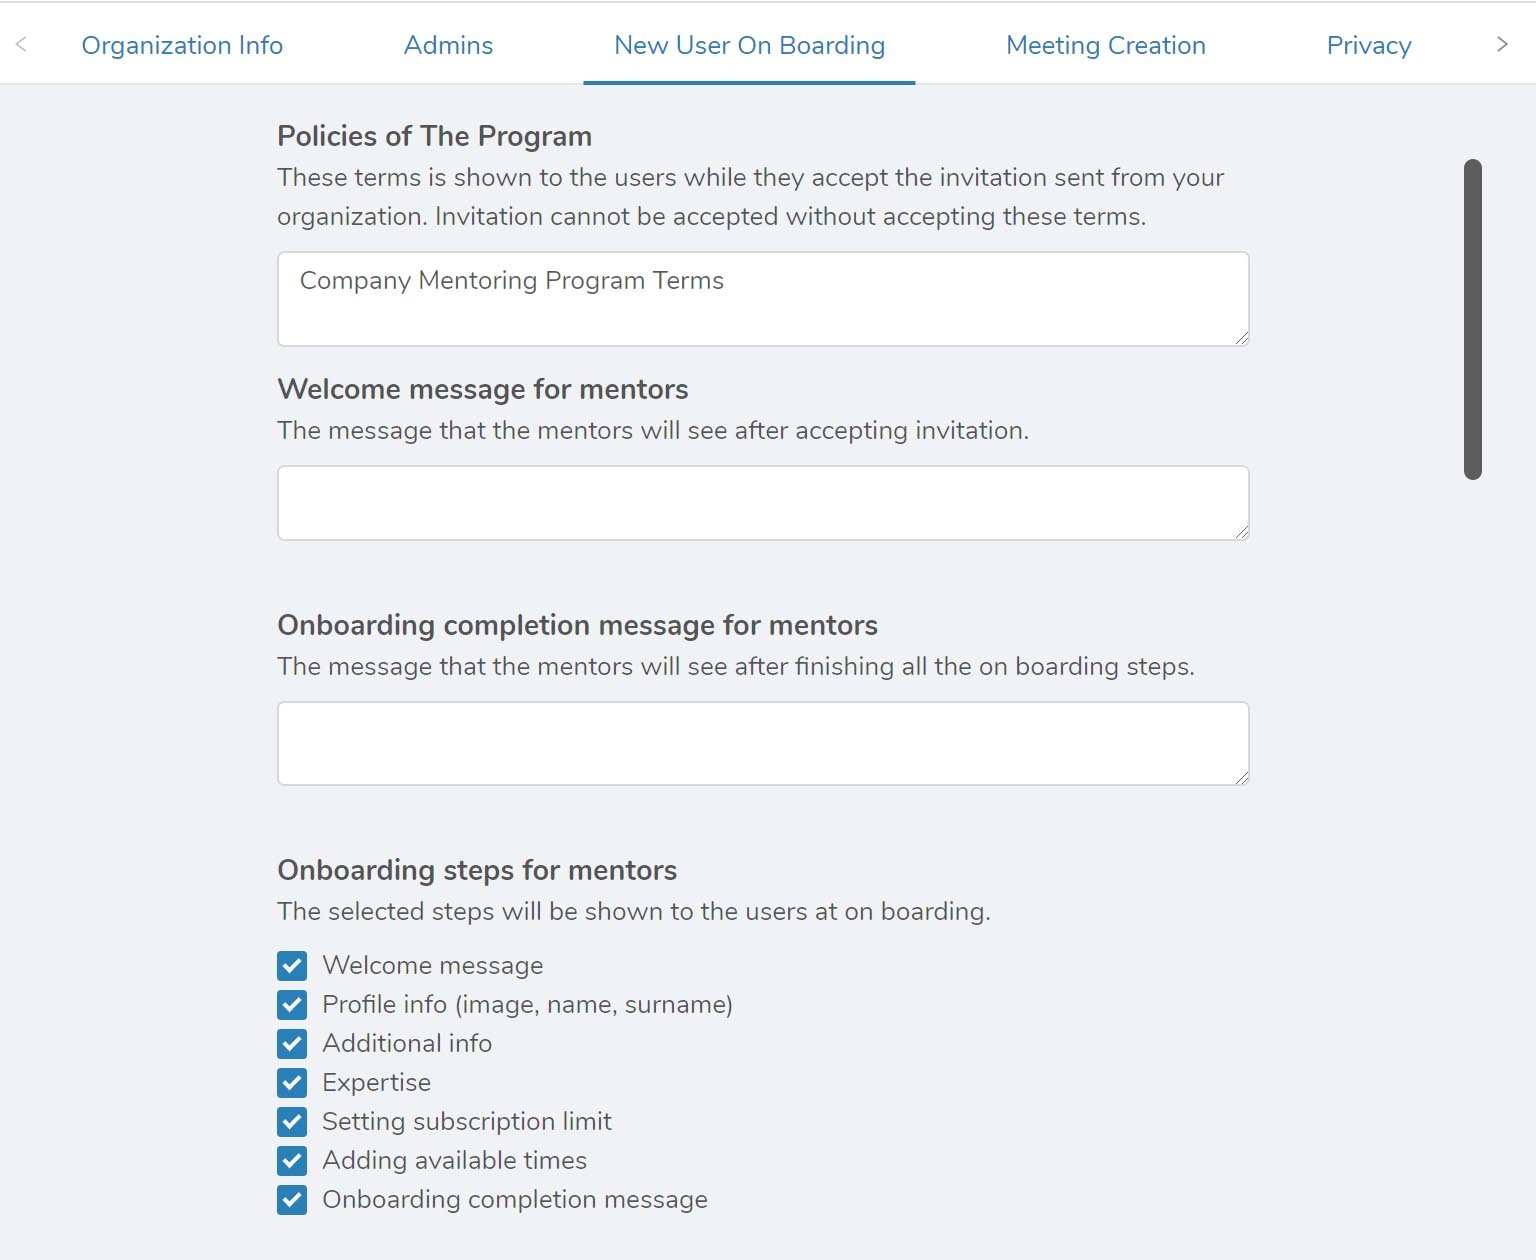 Organization Info
Admins
New User On Boarding
Meeting Creation
Privacy
Policies of The Program
These terms is shown to the users while they accept the invitation sent from your
organization. Invitation cannot be accepted without accepting these terms.
Company Mentoring Program Terms
Welcome message for mentors
The message that the mentors will see after accepting invitation.
Onboarding completion message for mentors
The message that the mentors will see after finishing all the on boarding steps.
Onboarding steps for mentors
The selected steps will be shown to the users at on boarding.
Welcome message
Profile info (image, name, surname)
Additional info
Expertise
Setting subscription limit
Adding available times
Onboarding completion message